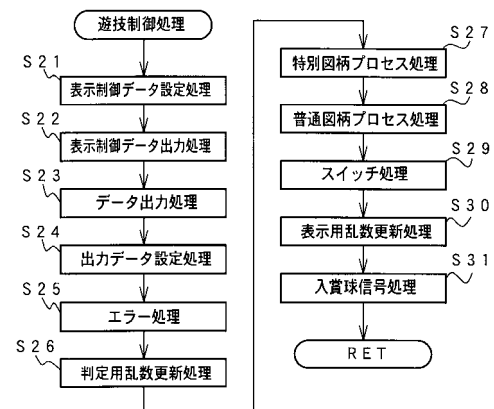 遊技制御処理
S21
表示制御データ設定処理
S22
表示制御データ出力処理
S23
データ出力処理
S24
出力データ設定処理
S25
エラー処理
S26
判定用乱数更新処理
S27
特別図柄プロセス処理
S28
普通図柄プロセス処理
S29
スイッチ処理
S30
表示用乱数更新処理
S31
入賞球信号処理
RET